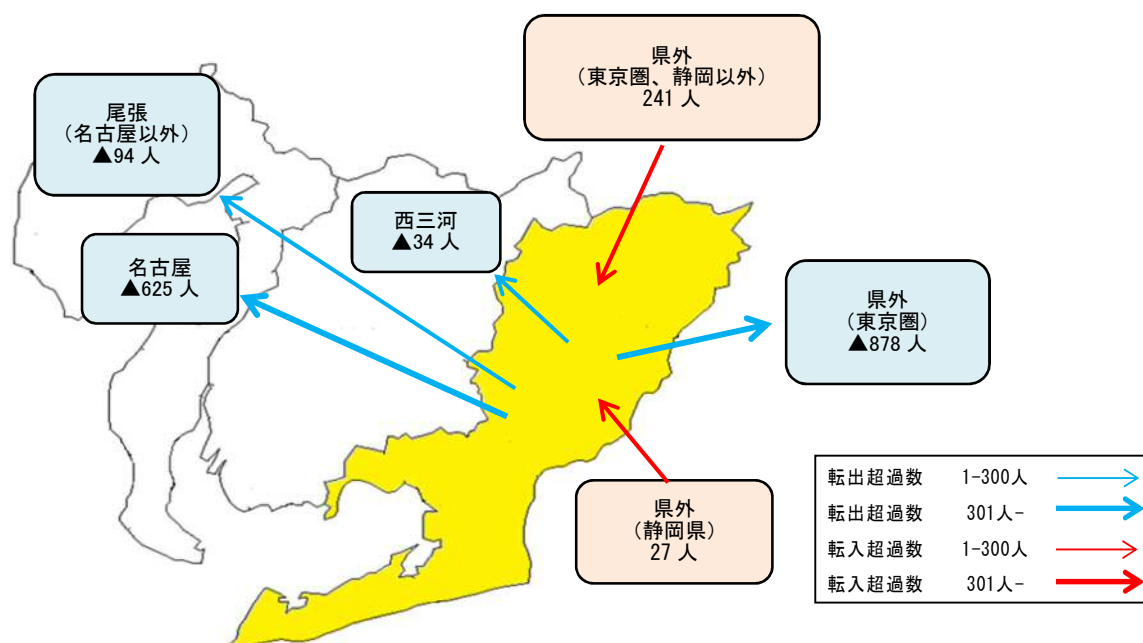 県外
（東京圏、静岡以外）
241 人
尾張
（名古屋以外）
▲94 人
西三河
▲34 人
名古屋
▲625 人
県外
（東京圏）
▲878 人
県外
（静岡県）
27 人
転出超過数 1-300人
転出超過数 301人-
転入超過数 1-300人
転入超過数 301人-